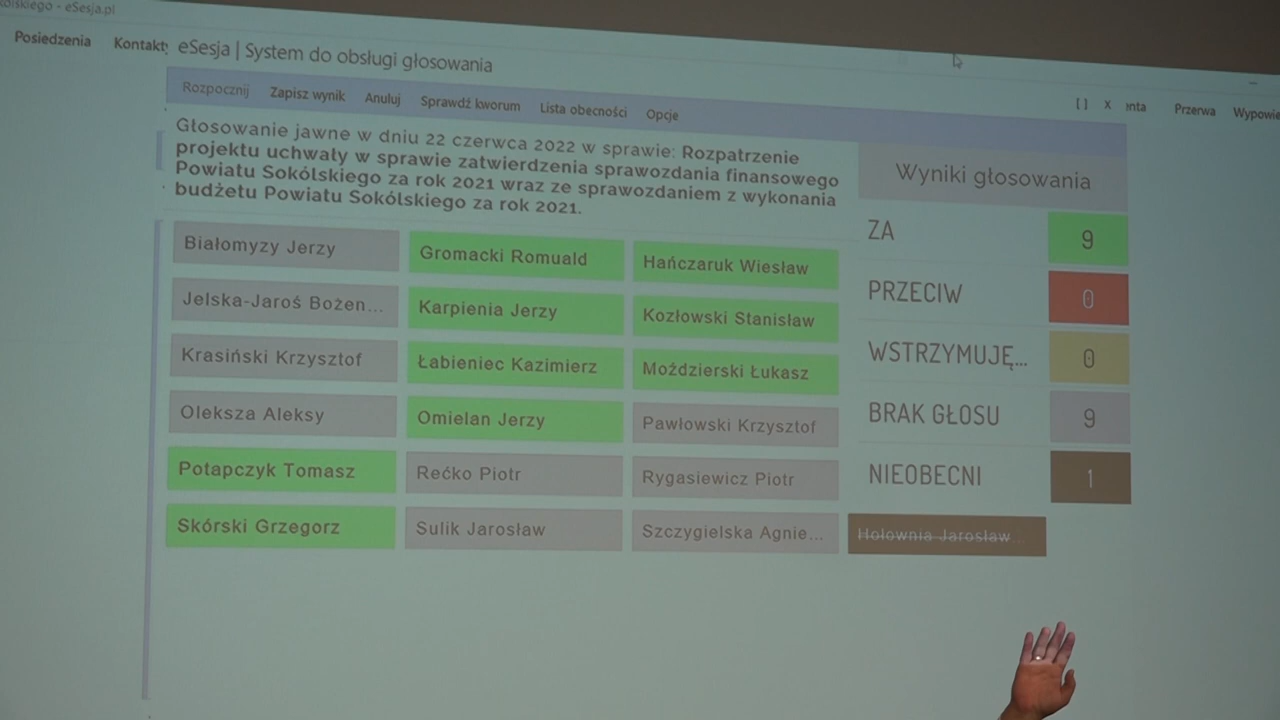 kólskiego - eSesja.pl
Posiedzenia Kontakty
eSesja | System do obsługi głosowania
Rozpocznij Zapisz wynik Anuluj Sprawdź kworum Lista obecności Opcje
[ ] X
Przerwa
Głosowanie jawne w dniu 22 czerwca 2022 w sprawie: Rozpatrzenie
projektu uchwały w sprawie zatwierdzenia sprawozdania finansowego
Powiatu Sokólskiego za rok 2021 wraz ze sprawozdaniem z wykonania
budżetu Powiatu Sokólskiego za rok 2021.
Białomyzy Jerzy Gromacki Romuald Hańczaruk Wiesław
Jelska-Jaroś Bożen... Karpienia Jerzy Kozłowski Stanisław
Krasiński Krzysztof Łabieniec Kazimierz Moździerski Łukasz
Oleksza Aleksy Omielan Jerzy Pawłowski Krzysztof
Potapczyk Tomasz Rećko Piotr Rygasiewicz Piotr
Skórski Grzegorz Sulik Jarosław Szczygielska Agnie...
Hołownia Jarosław...
Wyniki głosowania
ZA 9
PRZECIW 0
WSTRZYMUJĘ... 0
BRAK GŁOSU 9
NIEOBECNI 1